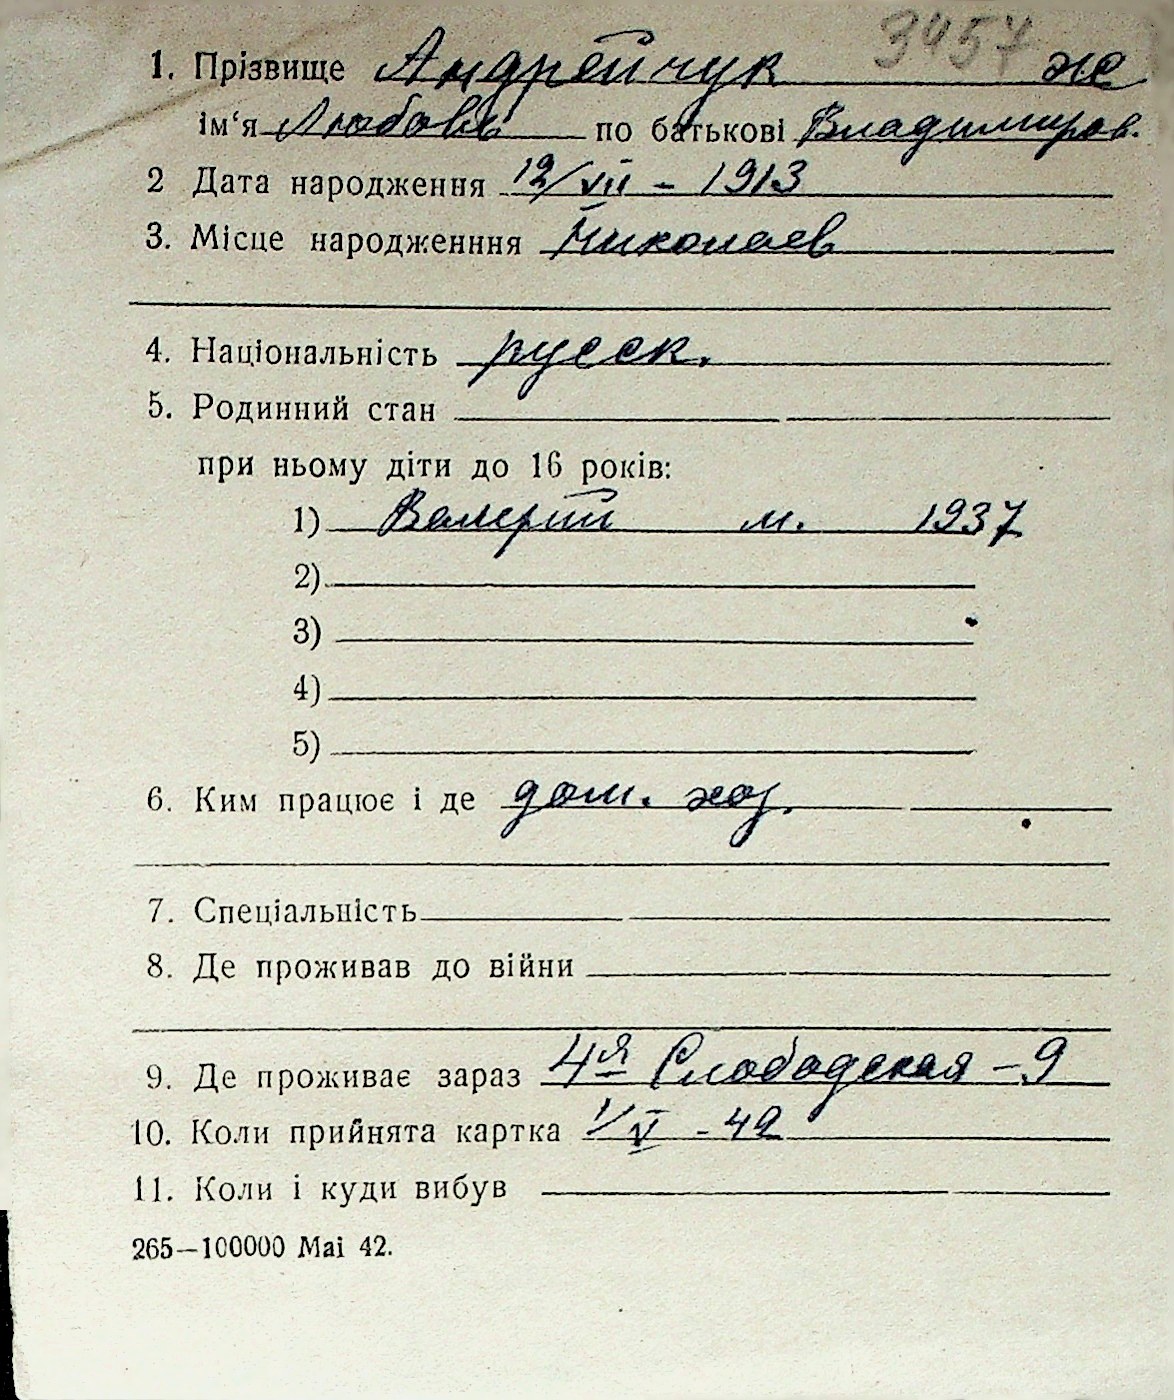 3457
1. Прізвище Андрейчук ж
ім‘я Любовь по батькові Владимиров.
2 Дата народження 12/VII – 1913
3. Місце народженння Николаев
4. Національність русск.
5. Родинний стан
при ньому діти до 16 років:
1) Валерий м. 1937
2)
3)
4)
5)
6. Ким працює і де дом. хоз.
7. Спеціальність
8. Де проживав до війни
9. Де проживає зараз 4я Слободская – 9
10. Коли прийнята картка 1/V - 42
11. Коли і куди вибув
265—100000 Mai 42.